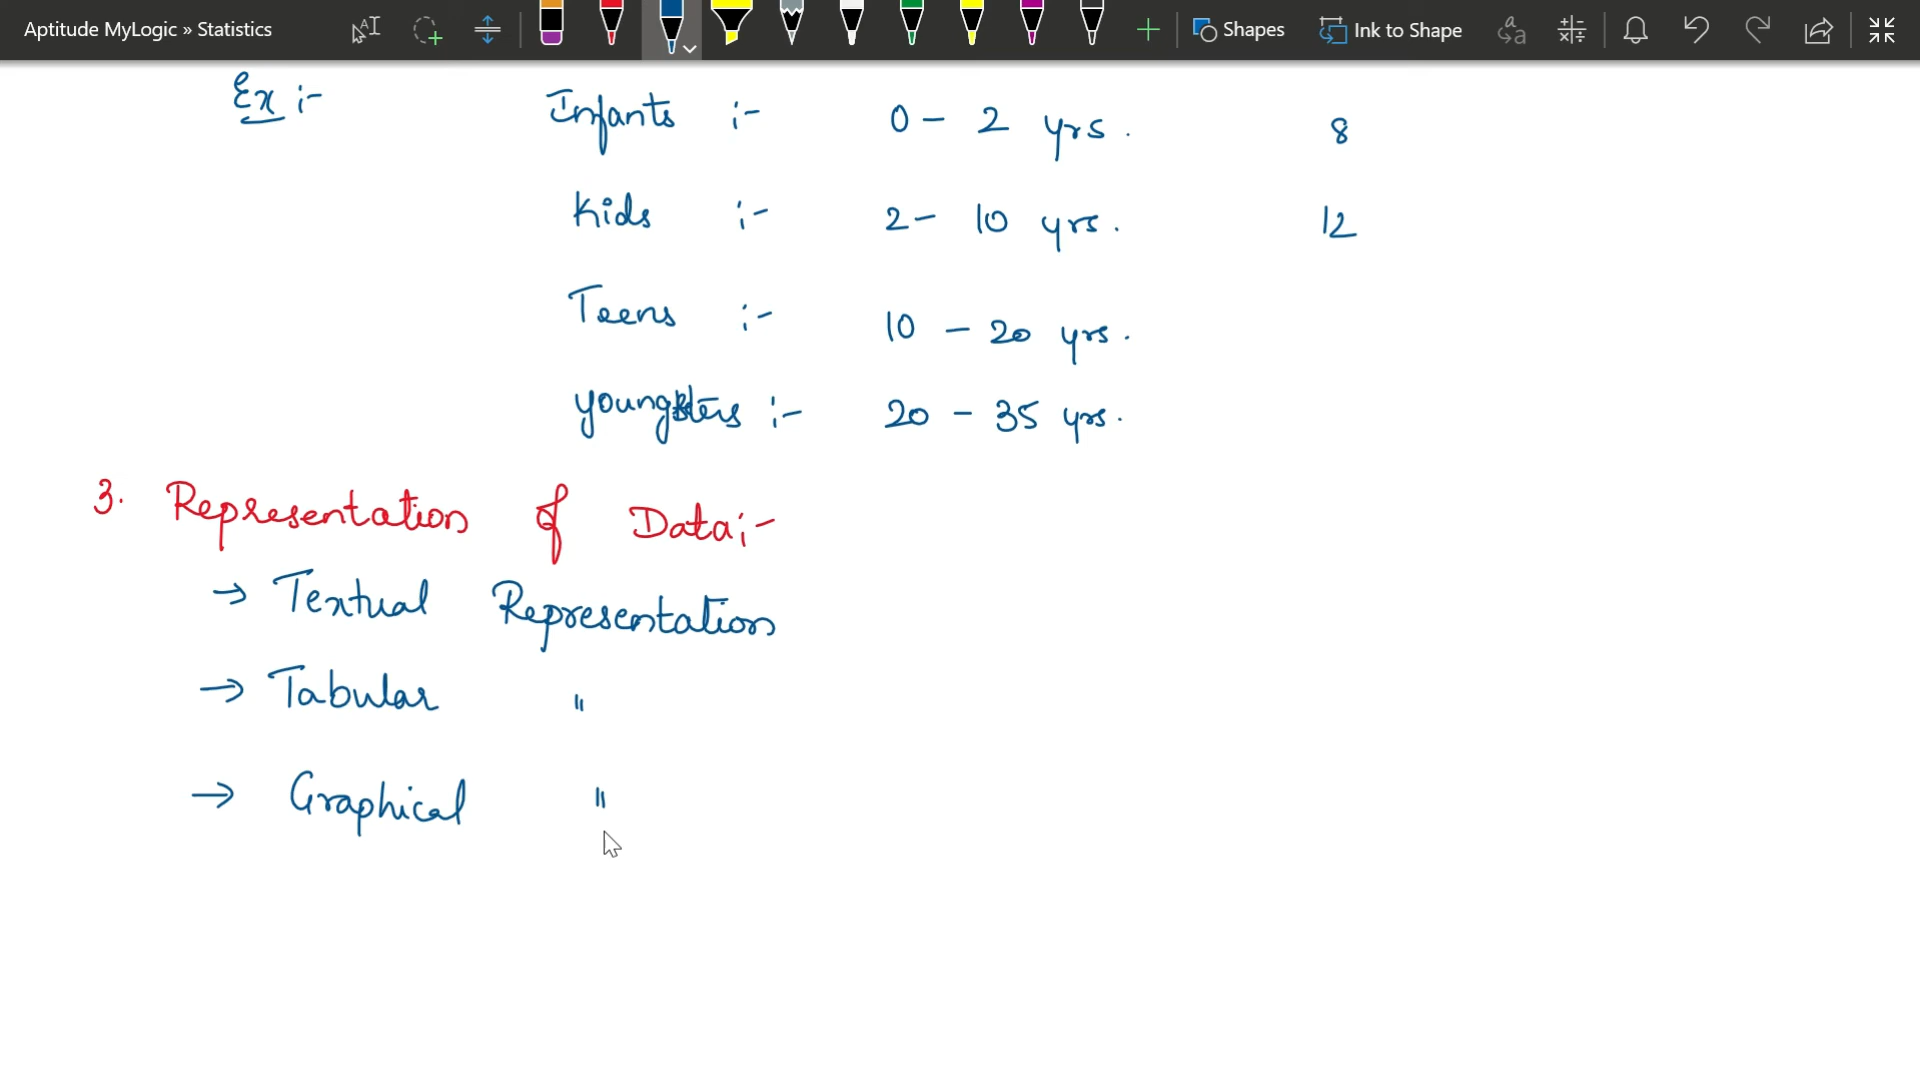 Aptitude MyLogic » Statistics Shapes Ink to Shape
Ex :- Infants :- 0 - 2 yrs. 8
Kids :- 2 - 10 yrs. 12
Teens :- 10 - 20 yrs.
youngsters :- 20 - 35 yrs.
3. Representation of Data :-
→ Textual Representation
→ Tabular "
→ Graphical "